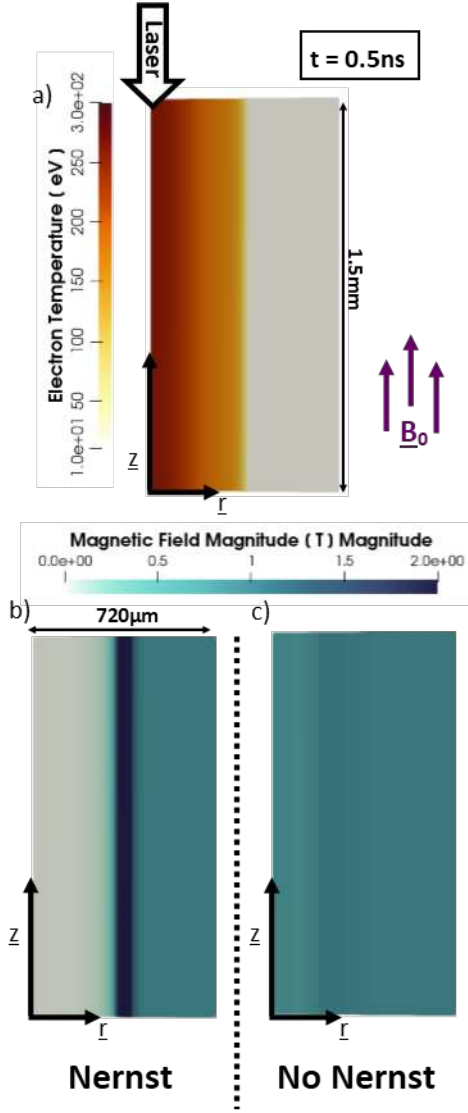 Laser
t = 0.5ns
a)
Electron Temperature ( eV )
3.0e+02
250
200
150
100
50
1.0e+01
1.5mm
z
r
B₀
Magnetic Field Magnitude ( T ) Magnitude
0.0e+00 0.5 1 1.5 2.0e+00
b) 720μm c)
z z
r r
Nernst No Nernst